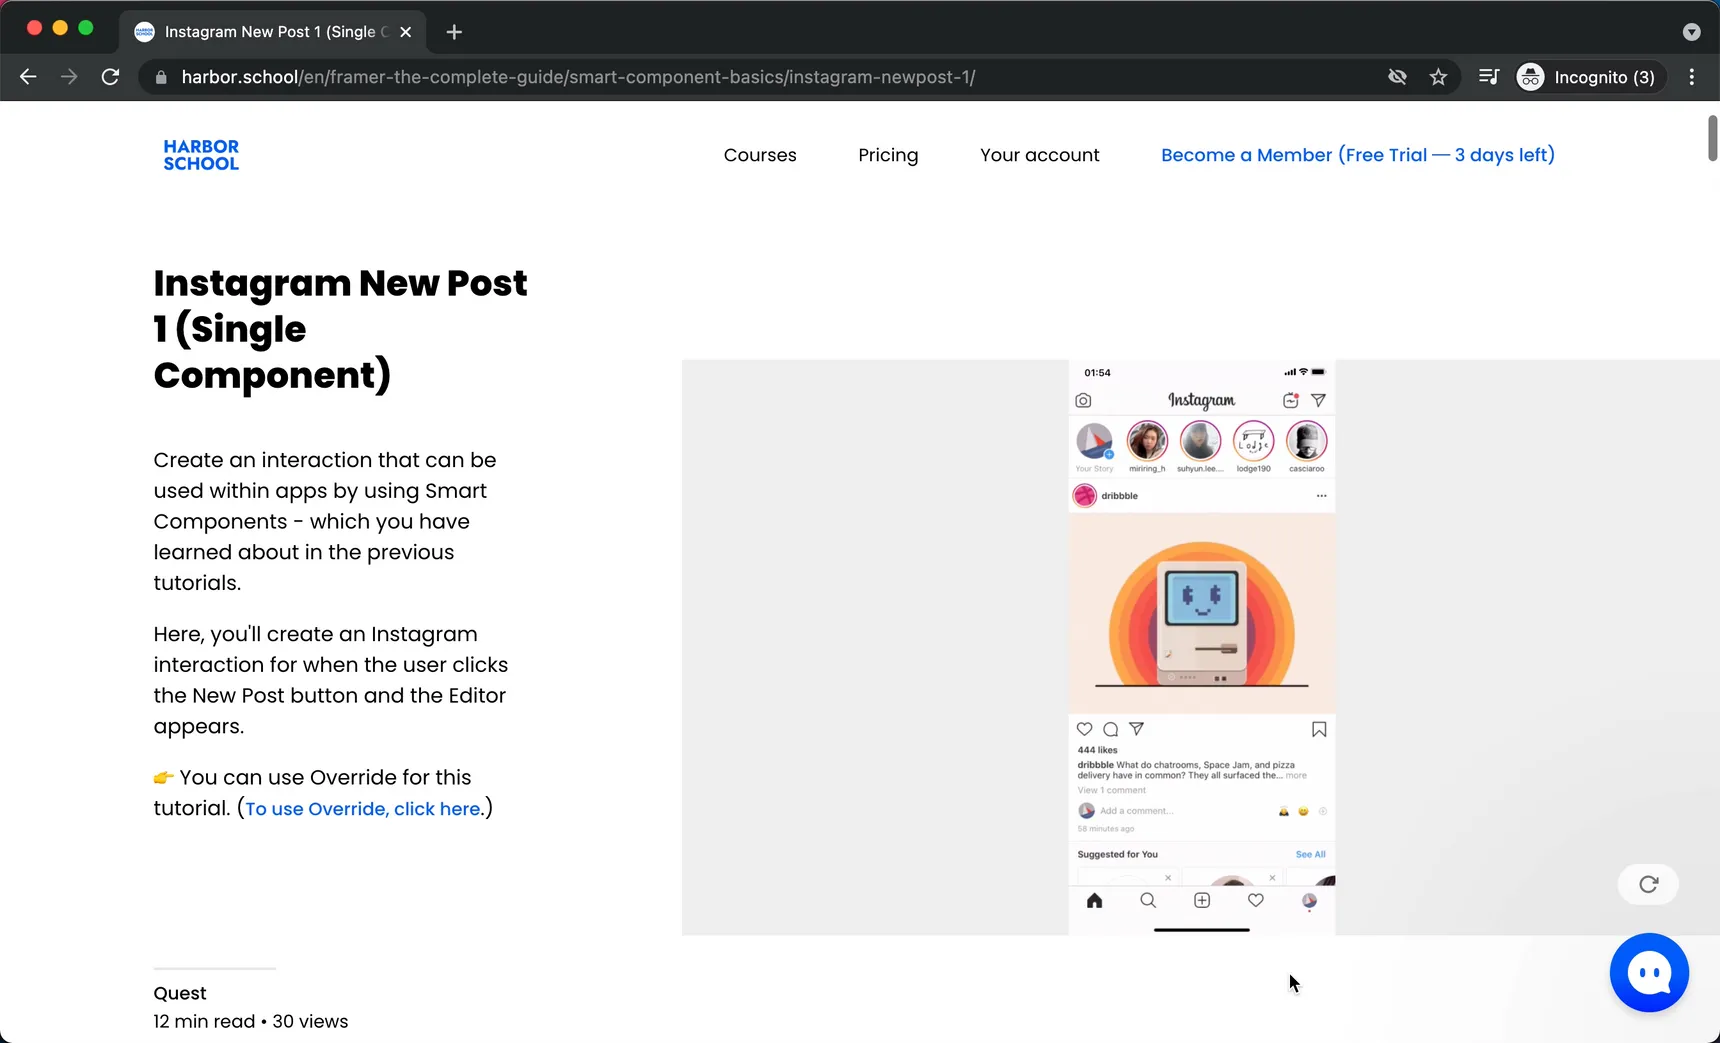 Instagram New Post 1 (Single C
harbor.school/en/framer-the-complete-guide/smart-component-basics/instagram-newpost-1/
Incognito (3)
HARBOR
SCHOOL
Courses
Pricing
Your account
Become a Member (Free Trial — 3 days left)
Instagram New Post
1 (Single
Component)
Create an interaction that can be
used within apps by using Smart
Components - which you have
learned about in the previous
tutorials.
Here, you'll create an Instagram
interaction for when the user clicks
the New Post button and the Editor
appears.
👉 You can use Override for this
tutorial. (To use Override, click here.)
Quest
12 min read • 30 views
01:54
Instagram
Lodge
Your Story
miriring_h
suhyun.lee....
lodge190
casciaroo
dribbble
444 likes
dribbble What do chatrooms, Space Jam, and pizza
delivery have in common? They all surfaced the... more
View 1 comment
Add a comment...
58 minutes ago
Suggested for You
See All